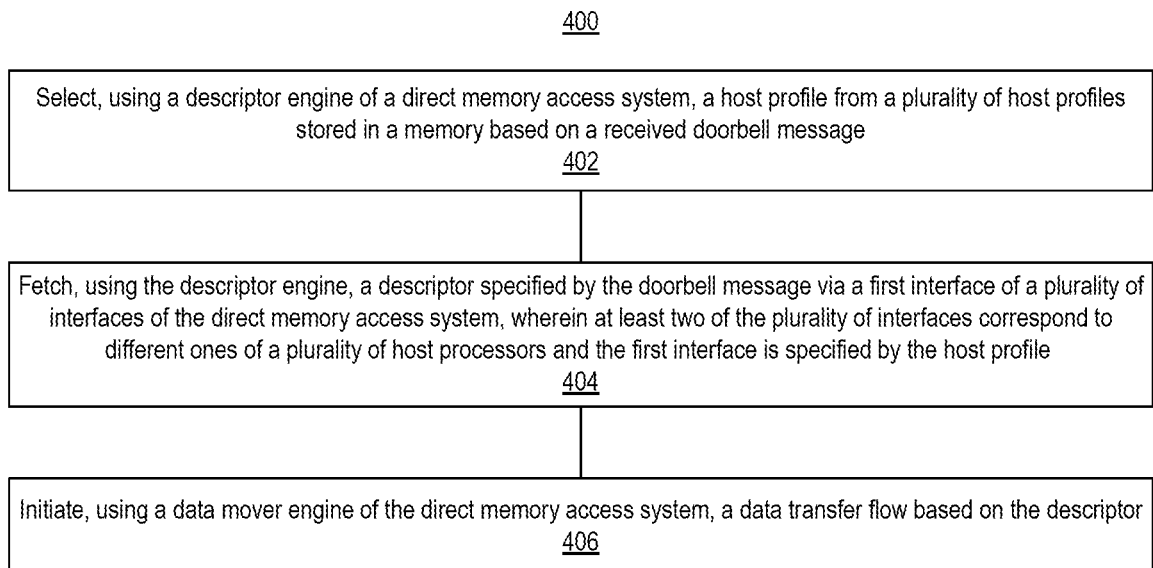 400
Select, using a descriptor engine of a direct memory access system, a host profile from a plurality of host profiles
stored in a memory based on a received doorbell message
402
Fetch, using the descriptor engine, a descriptor specified by the doorbell message via a first interface of a plurality of
interfaces of the direct memory access system, wherein at least two of the plurality of interfaces correspond to
different ones of a plurality of host processors and the first interface is specified by the host profile
404
Initiate, using a data mover engine of the direct memory access system, a data transfer flow based on the descriptor
406